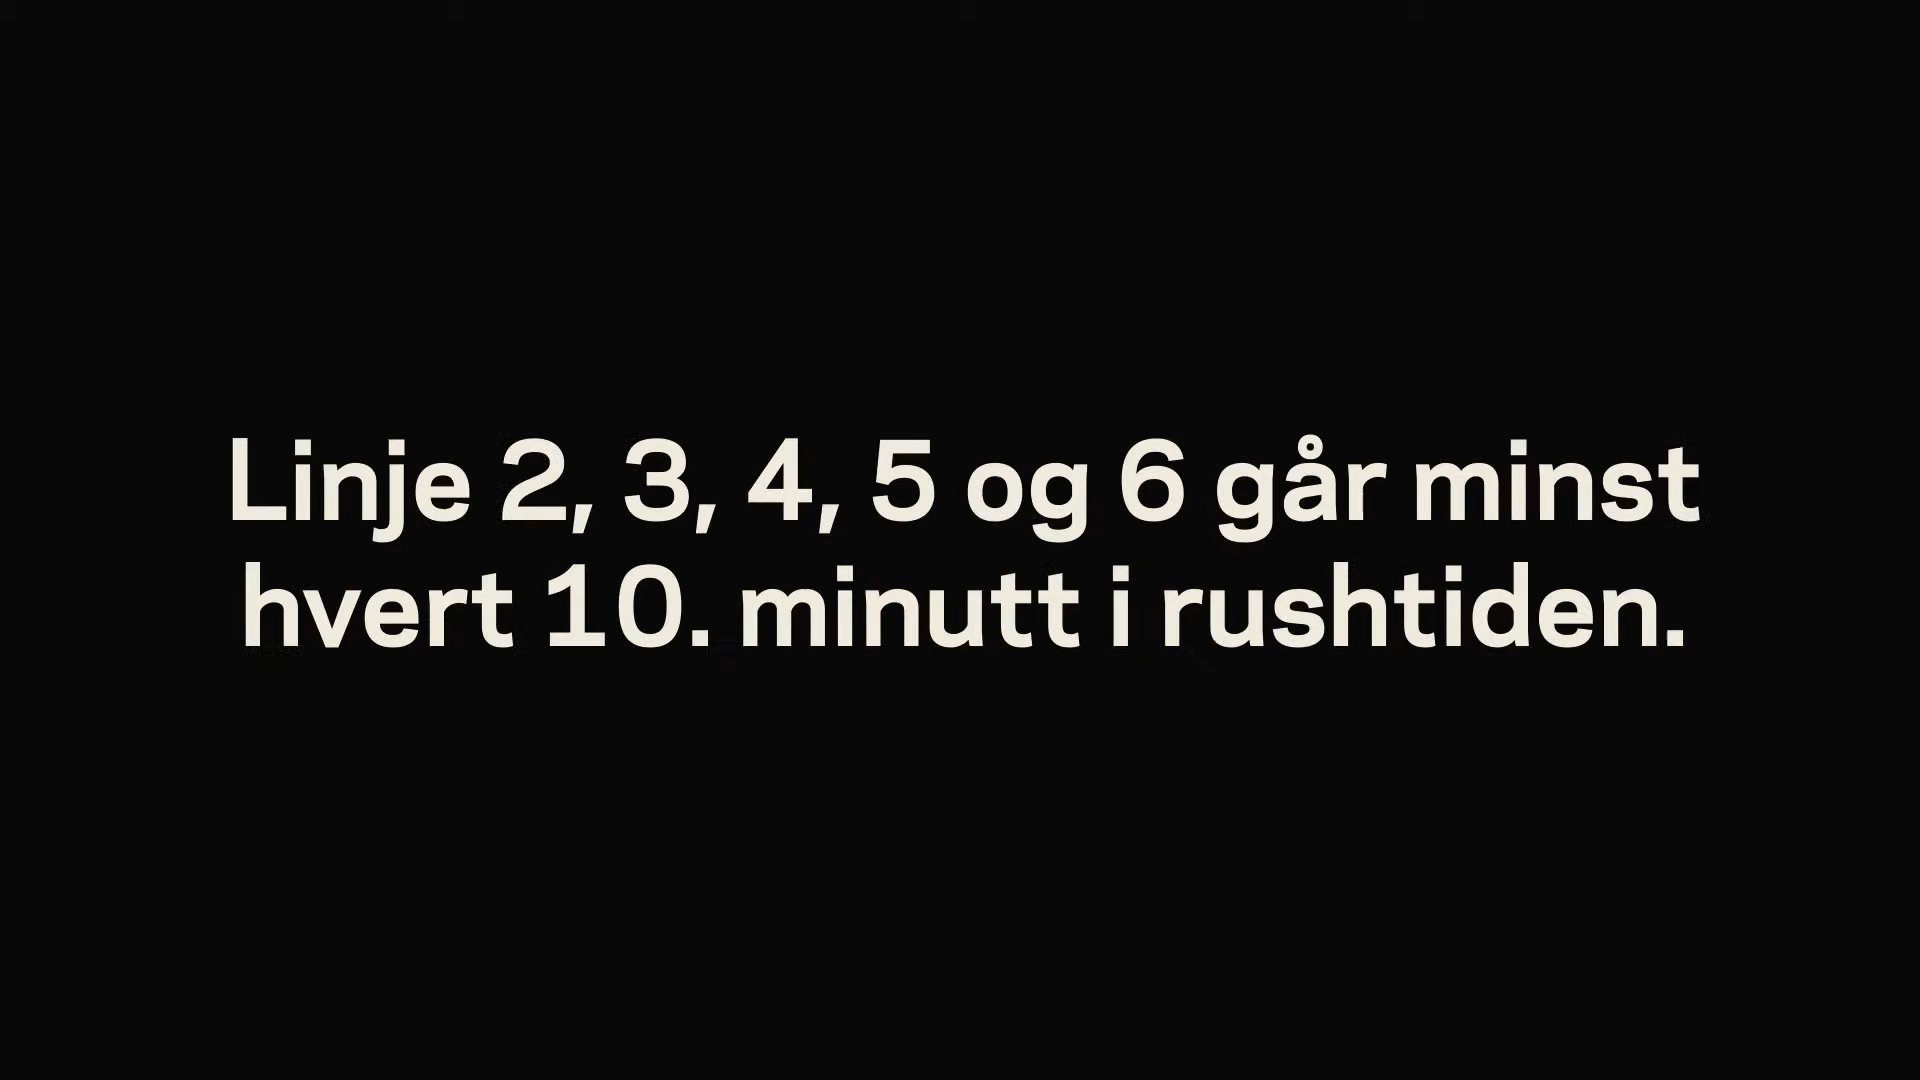 Linje 2, 3, 4, 5 og 6 går minst
hvert 10. minutt i rushtiden.